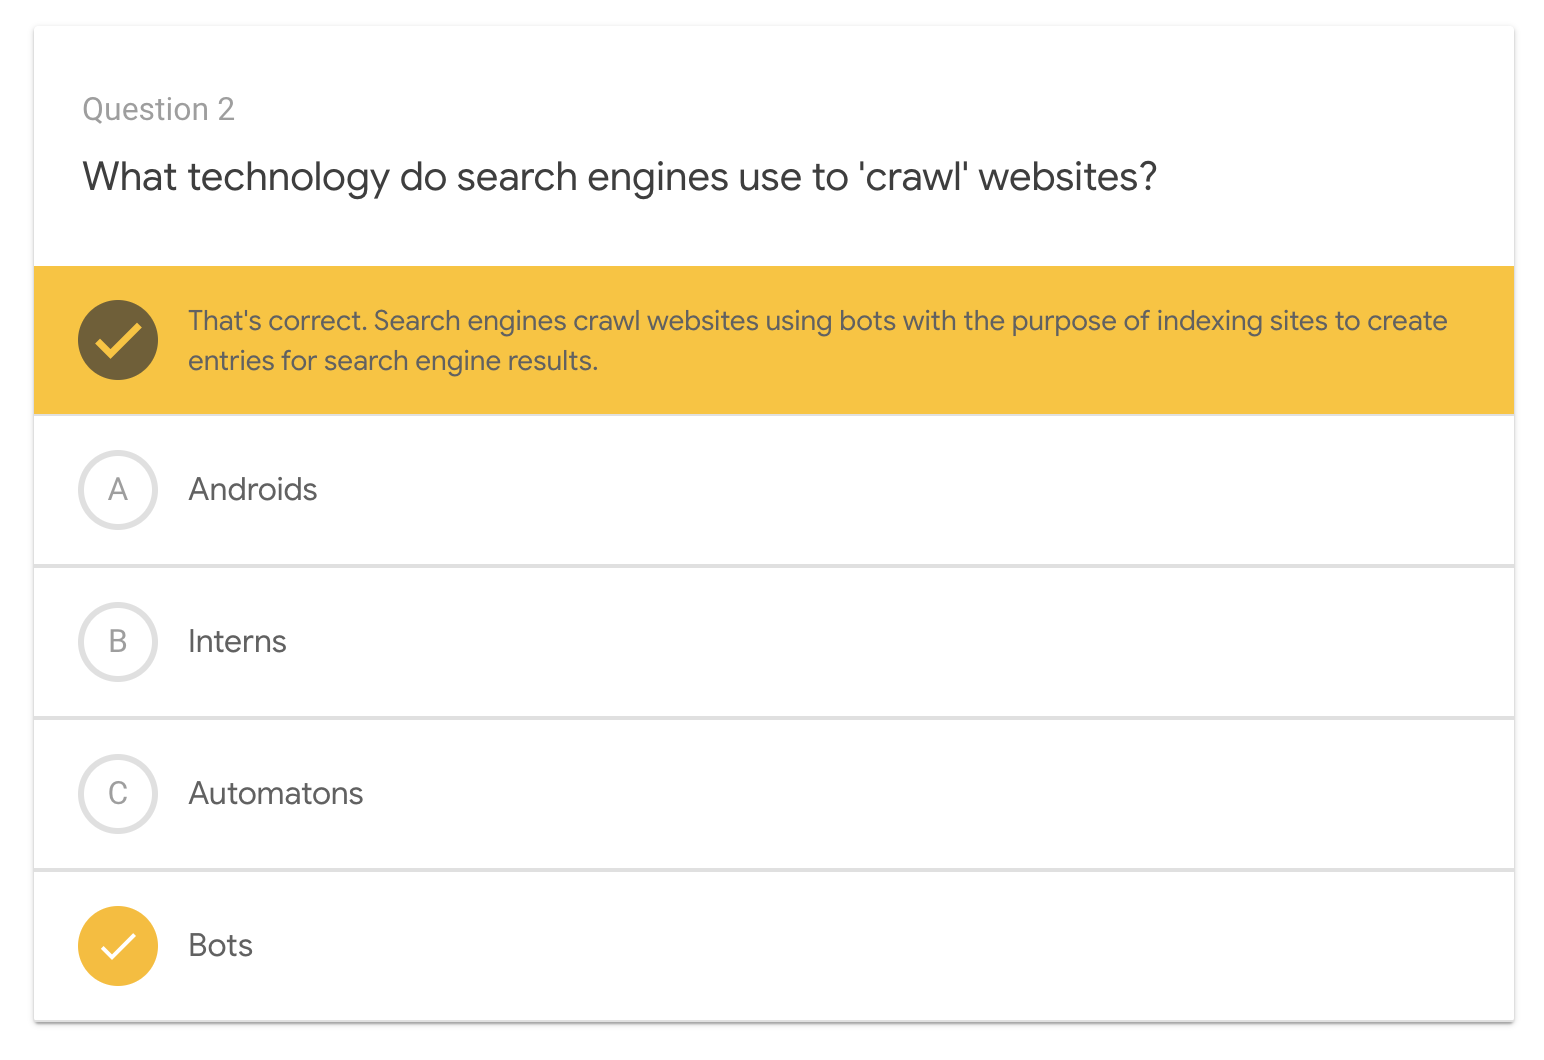 Question 2
What technology do search engines use to 'crawl' websites?
That's correct. Search engines crawl websites using bots with the purpose of indexing sites to create
entries for search engine results.
A Androids
B Interns
C Automatons
Bots